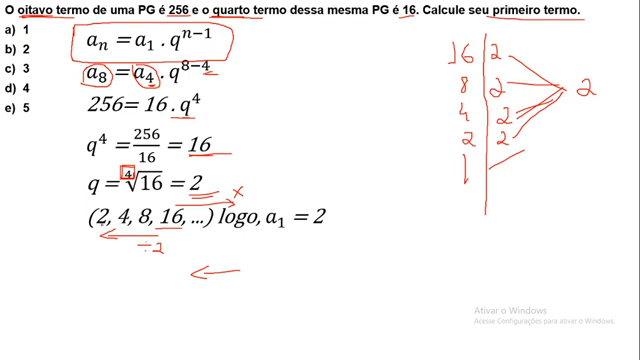 O oitavo termo de uma PG é 256 e o quarto termo dessa mesma PG é 16. Calcule seu primeiro termo.
a) 1
b) 2
c) 3
d) 4
e) 5
aₙ = a₁ . qⁿ⁻¹
a₈ = a₄ . q⁸⁻⁴
256 = 16 . q⁴
q⁴ = 256/16 = 16
q = ⁴√16 = 2
(2, 4, 8, 16, ...) logo, a₁ = 2
x
÷2
16 | 2
8 | 2
4 | 2
2 | 2
1
2
Ativar o Windows
Acesse Configurações para ativar o Windows.